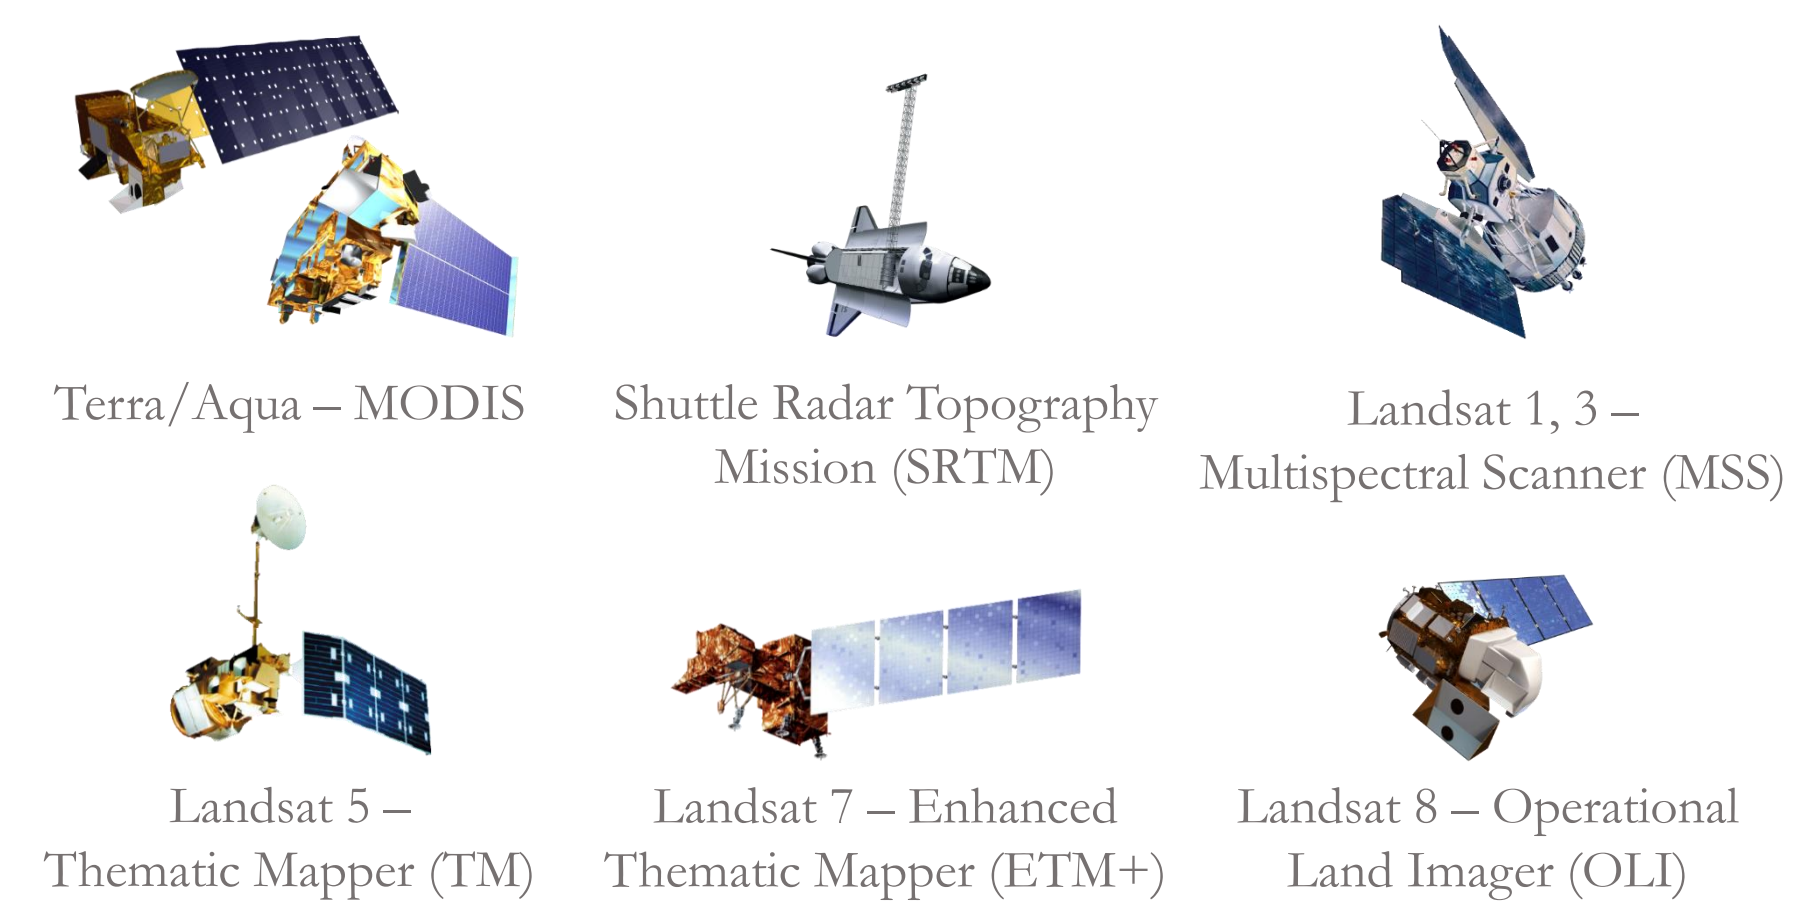 Terra/Aqua – MODIS
Shuttle Radar Topography
Mission (SRTM)
Landsat 1, 3 –
Multispectral Scanner (MSS)
Landsat 5 –
Thematic Mapper (TM)
Landsat 7 – Enhanced
Thematic Mapper (ETM+)
Landsat 8 – Operational
Land Imager (OLI)